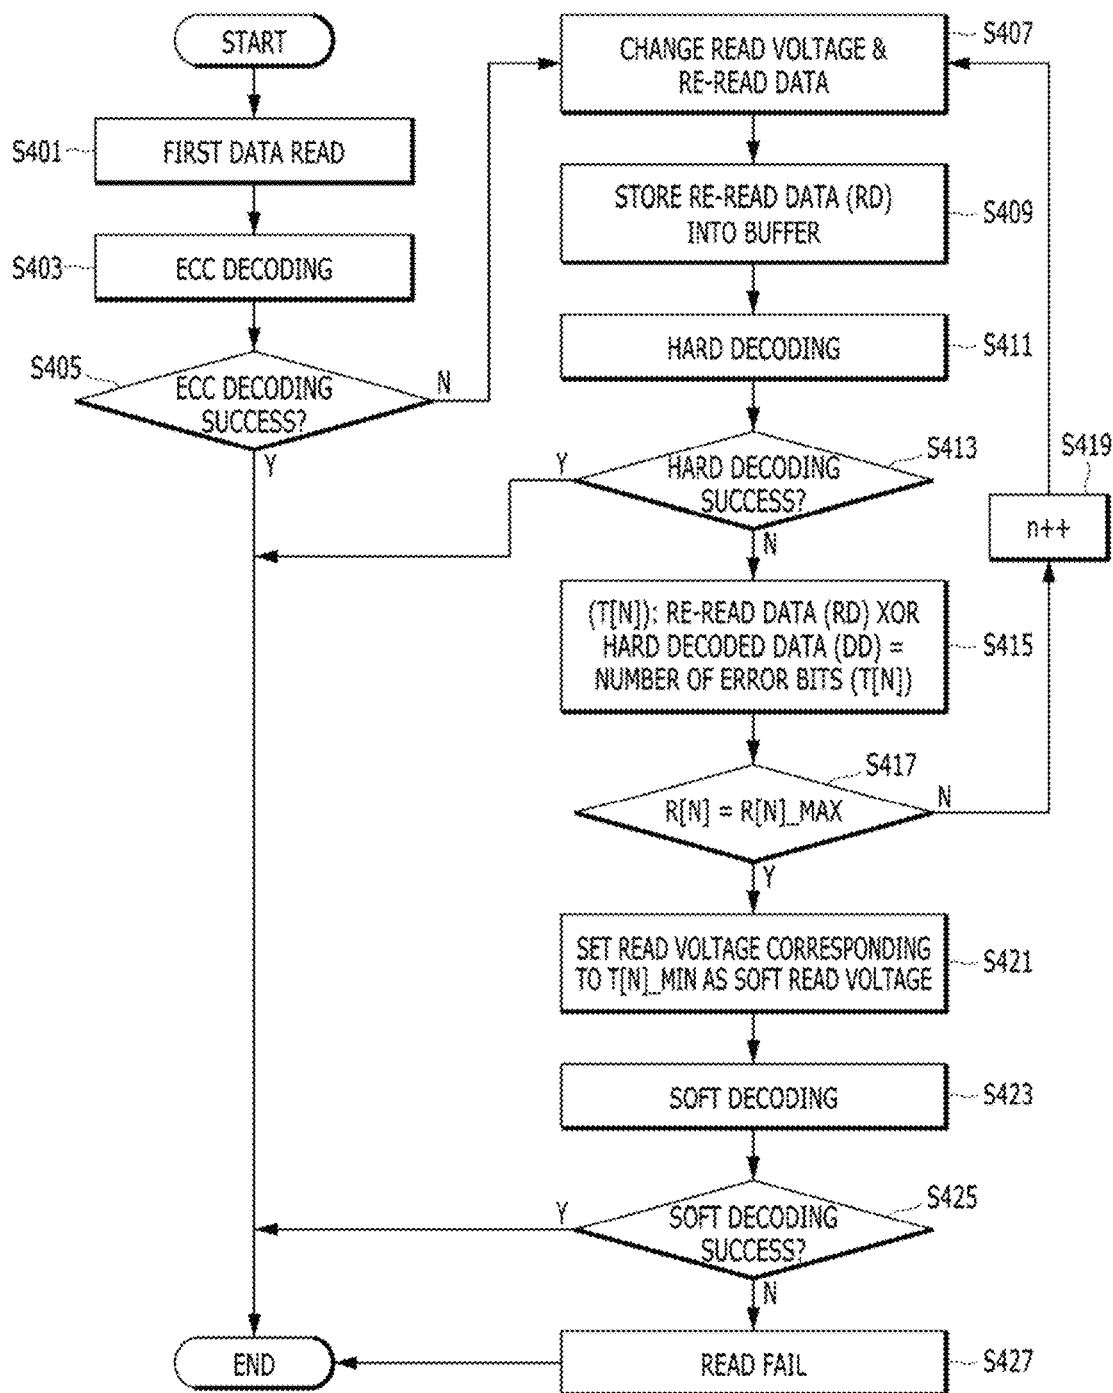 START
S401
FIRST DATA READ
S403
ECC DECODING
S405
ECC DECODING
SUCCESS?
N
Y
CHANGE READ VOLTAGE &
RE-READ DATA
S407
STORE RE-READ DATA (RD)
INTO BUFFER
S409
HARD DECODING
S411
HARD DECODING
SUCCESS?
S413
Y
N
S419
n++
(T[N]): RE-READ DATA (RD) XOR
HARD DECODED DATA (DD) =
NUMBER OF ERROR BITS (T[N])
S415
R[N] = R[N]_MAX
S417
N
Y
SET READ VOLTAGE CORRESPONDING
TO T[N]_MIN AS SOFT READ VOLTAGE
S421
SOFT DECODING
S423
SOFT DECODING
SUCCESS?
S425
Y
N
READ FAIL
S427
END